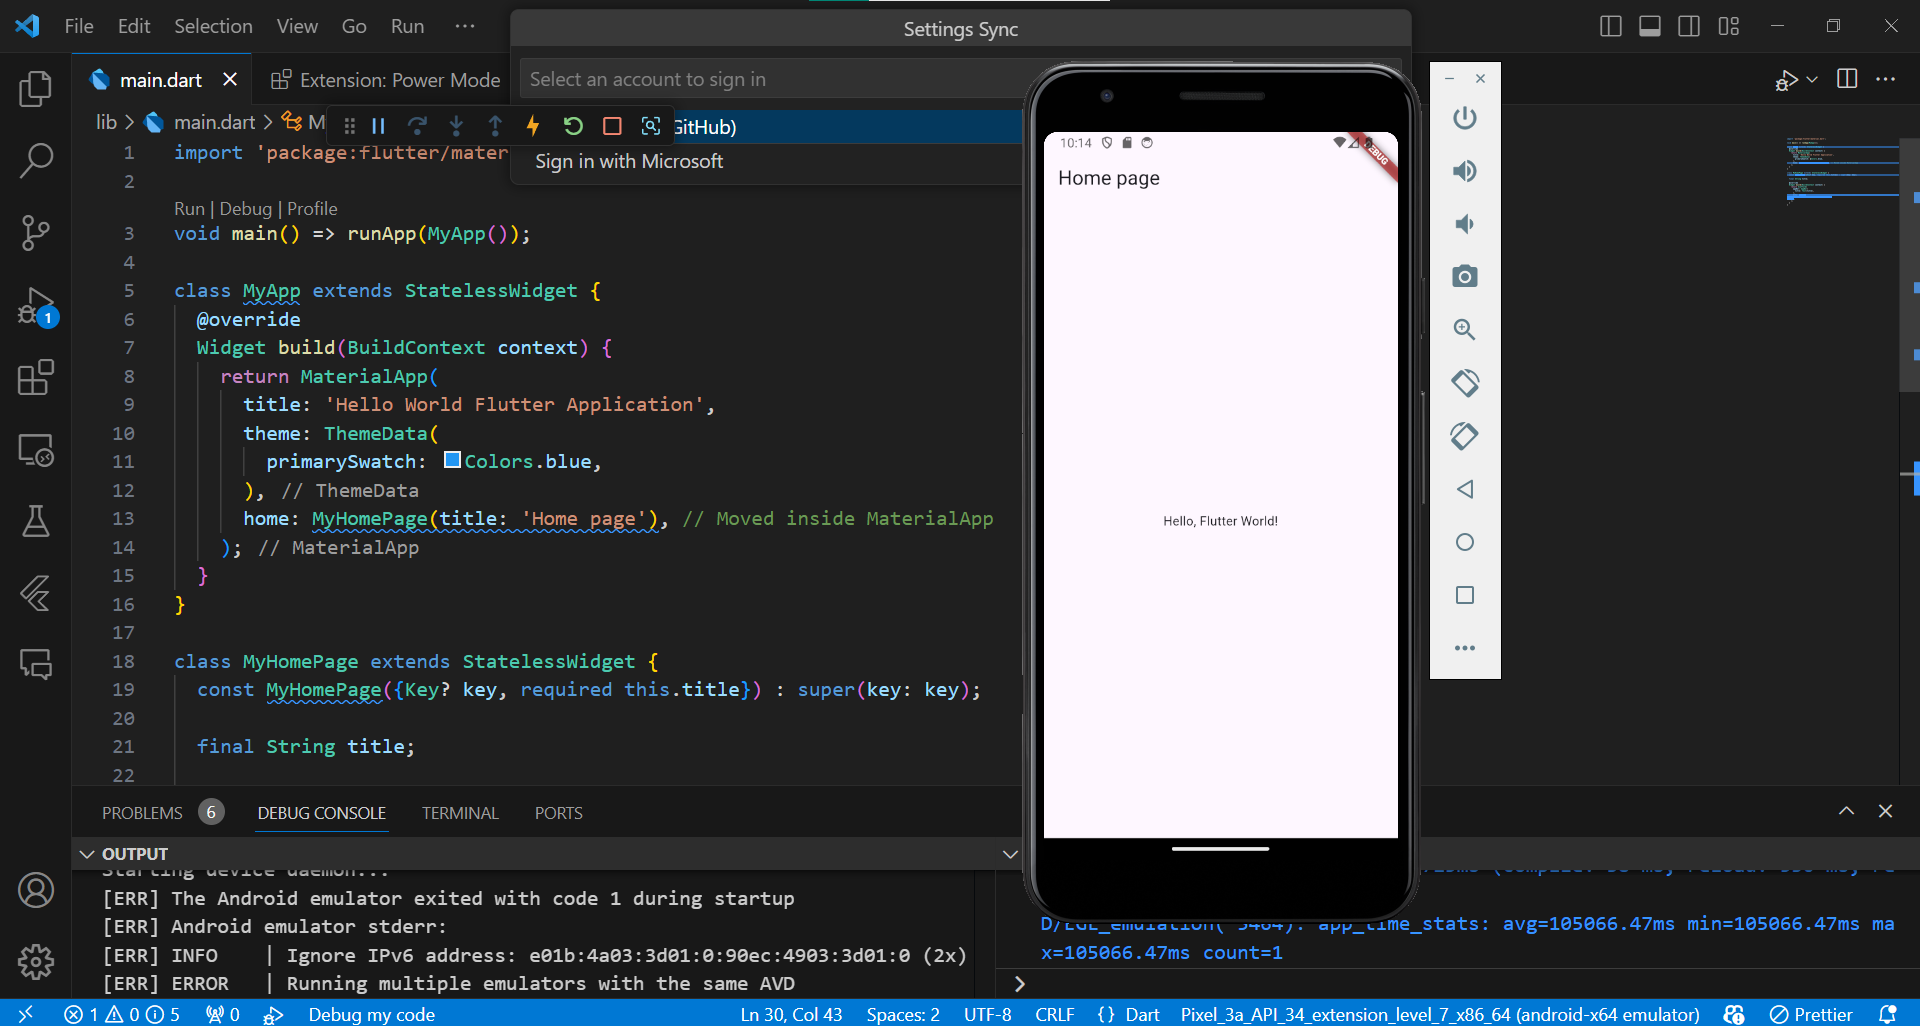 File Edit Selection View Go Run ···
Settings Sync
Select an account to sign in
GitHub)
Sign in with Microsoft
main.dart
Extension: Power Mode
lib > main.dart > M
1 import 'package:flutter/mater
2
Run | Debug | Profile
3 void main() => runApp(MyApp());
4
5 class MyApp extends StatelessWidget {
6 @override
7 Widget build(BuildContext context) {
8 return MaterialApp(
9 title: 'Hello World Flutter Application',
10 theme: ThemeData(
11 primarySwatch: Colors.blue,
12 ), // ThemeData
13 home: MyHomePage(title: 'Home page'), // Moved inside MaterialApp
14 ); // MaterialApp
15 }
16 }
17
18 class MyHomePage extends StatelessWidget {
19 const MyHomePage({Key? key, required this.title}) : super(key: key);
20
21 final String title;
22
1
10:14
DEBUG
Home page
Hello, Flutter World!
PROBLEMS 6 DEBUG CONSOLE TERMINAL PORTS
OUTPUT
Starting device daemon...
[ERR] The Android emulator exited with code 1 during startup
[ERR] Android emulator stderr:
[ERR] INFO | Ignore IPv6 address: e01b:4a03:3d01:0:90ec:4903:3d01:0 (2x)
[ERR] ERROR | Running multiple emulators with the same AVD
D/EGL_emulation( 5464): app_time_stats: avg=105066.47ms min=105066.47ms ma
x=105066.47ms count=1
>
1 0 5 0 Debug my code Ln 30, Col 43 Spaces: 2 UTF-8 CRLF {} Dart Pixel_3a_API_34_extension_level_7_x86_64 (android-x64 emulator) Prettier